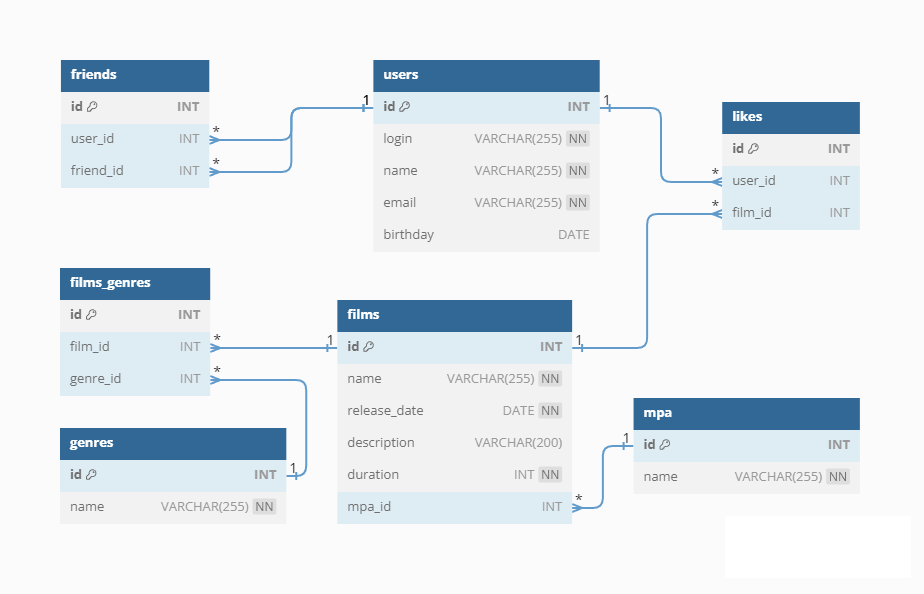 friends
id INT
user_id INT
friend_id INT
*
*
1
users
id INT
login VARCHAR(255) NN
name VARCHAR(255) NN
email VARCHAR(255) NN
birthday DATE
1
likes
id INT
user_id INT
film_id INT
*
*
films_genres
id INT
film_id INT
genre_id INT
*
*
1
films
id INT
name VARCHAR(255) NN
release_date DATE NN
description VARCHAR(200)
duration INT NN
mpa_id INT
1
*
genres
id INT
name VARCHAR(255) NN
1
mpa
id INT
name VARCHAR(255) NN
1